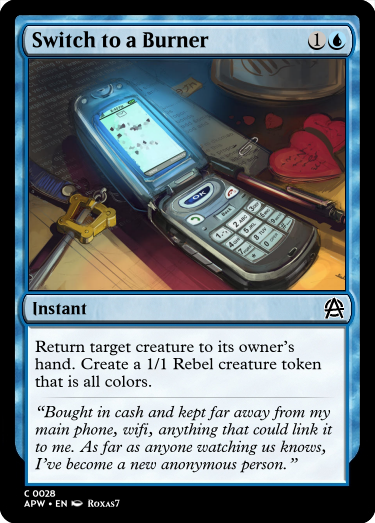 Switch to a Burner 1
Instant
Return target creature to its owner's
hand. Create a 1/1 Rebel creature token
that is all colors.
“Bought in cash and kept far away from my
main phone, wifi, anything that could link it
to me. As far as anyone watching us knows,
I’ve become a new anonymous person.”
C 0028
APW • EN Roxas7